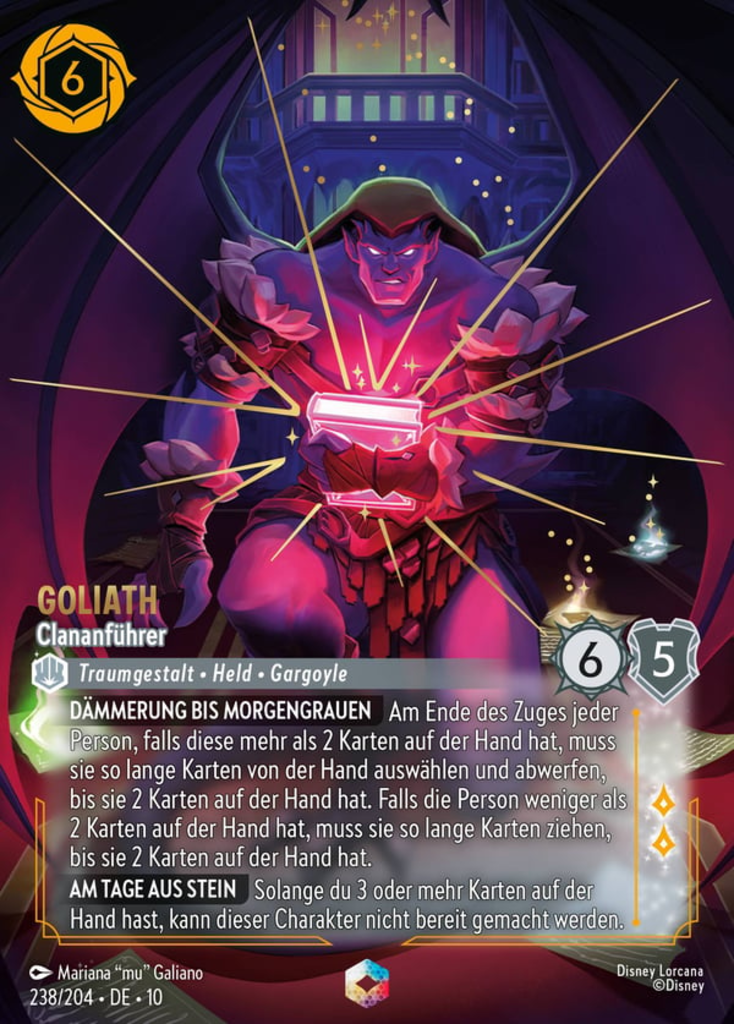 6
GOLIATH
Clananführer
6 5
Traumgestalt • Held • Gargoyle
DÄMMERUNG BIS MORGENGRAUEN Am Ende des Zuges jeder
Person, falls diese mehr als 2 Karten auf der Hand hat, muss
sie so lange Karten von der Hand auswählen und abwerfen,
bis sie 2 Karten auf der Hand hat. Falls die Person weniger als
2 Karten auf der Hand hat, muss sie so lange Karten ziehen,
bis sie 2 Karten auf der Hand hat.
AM TAGE AUS STEIN Solange du 3 oder mehr Karten auf der
Hand hast, kann dieser Charakter nicht bereit gemacht werden.
Mariana “mu” Galiano
238/204 • DE • 10
Disney Lorcana
©Disney